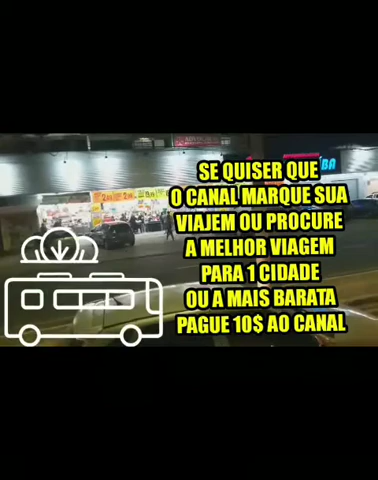 SE QUISER QUE
O CANAL MARQUE SUA
VIAJEM OU PROCURE
A MELHOR VIAGEM
PARA 1 CIDADE
OU A MAIS BARATA
PAGUE 10$ AO CANAL